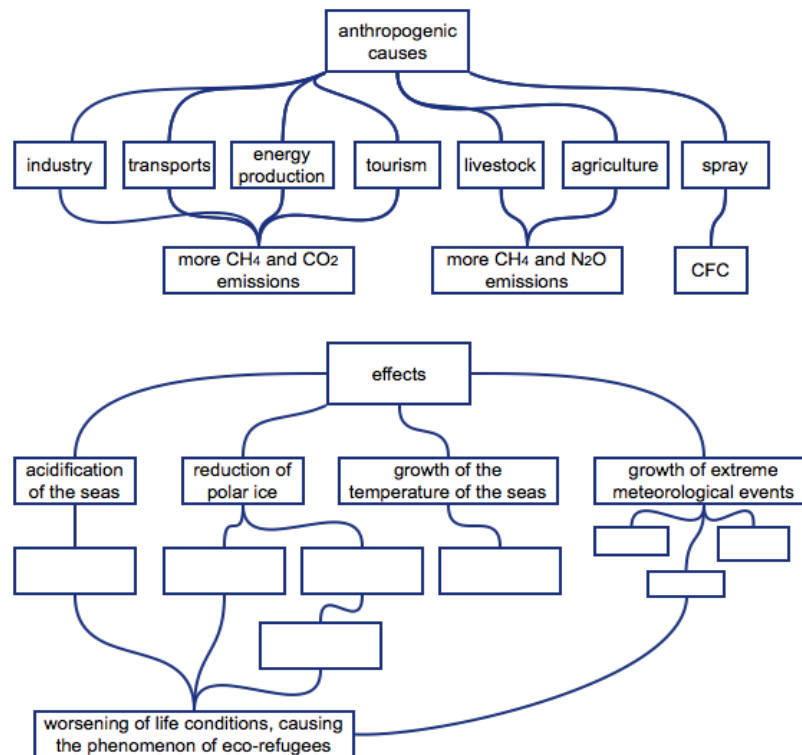 anthropogenic
causes
industry
transports
energy
production
tourism
livestock
agriculture
spray
more CH4 and CO2
emissions
more CH4 and N2O
emissions
CFC
effects
acidification
of the seas
reduction of
polar ice
growth of the
temperature of the seas
growth of extreme
meteorological events
worsening of life conditions, causing
the phenomenon of eco-refugees